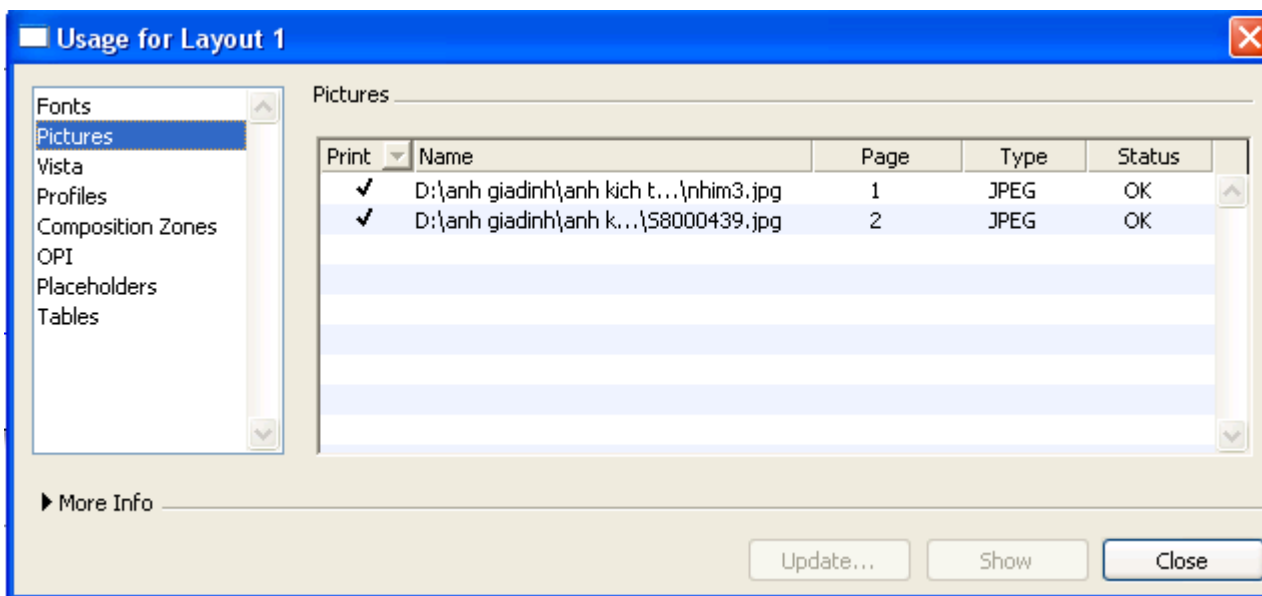 Usage for Layout 1
Fonts
Pictures
Vista
Profiles
Composition Zones
OPI
Placeholders
Tables
Pictures
Print Name Page Type Status
D:\anh giadinh\anh kich t...\nhim3.jpg 1 JPEG OK
D:\anh giadinh\anh k...\S8000439.jpg 2 JPEG OK
More Info
Update... Show Close